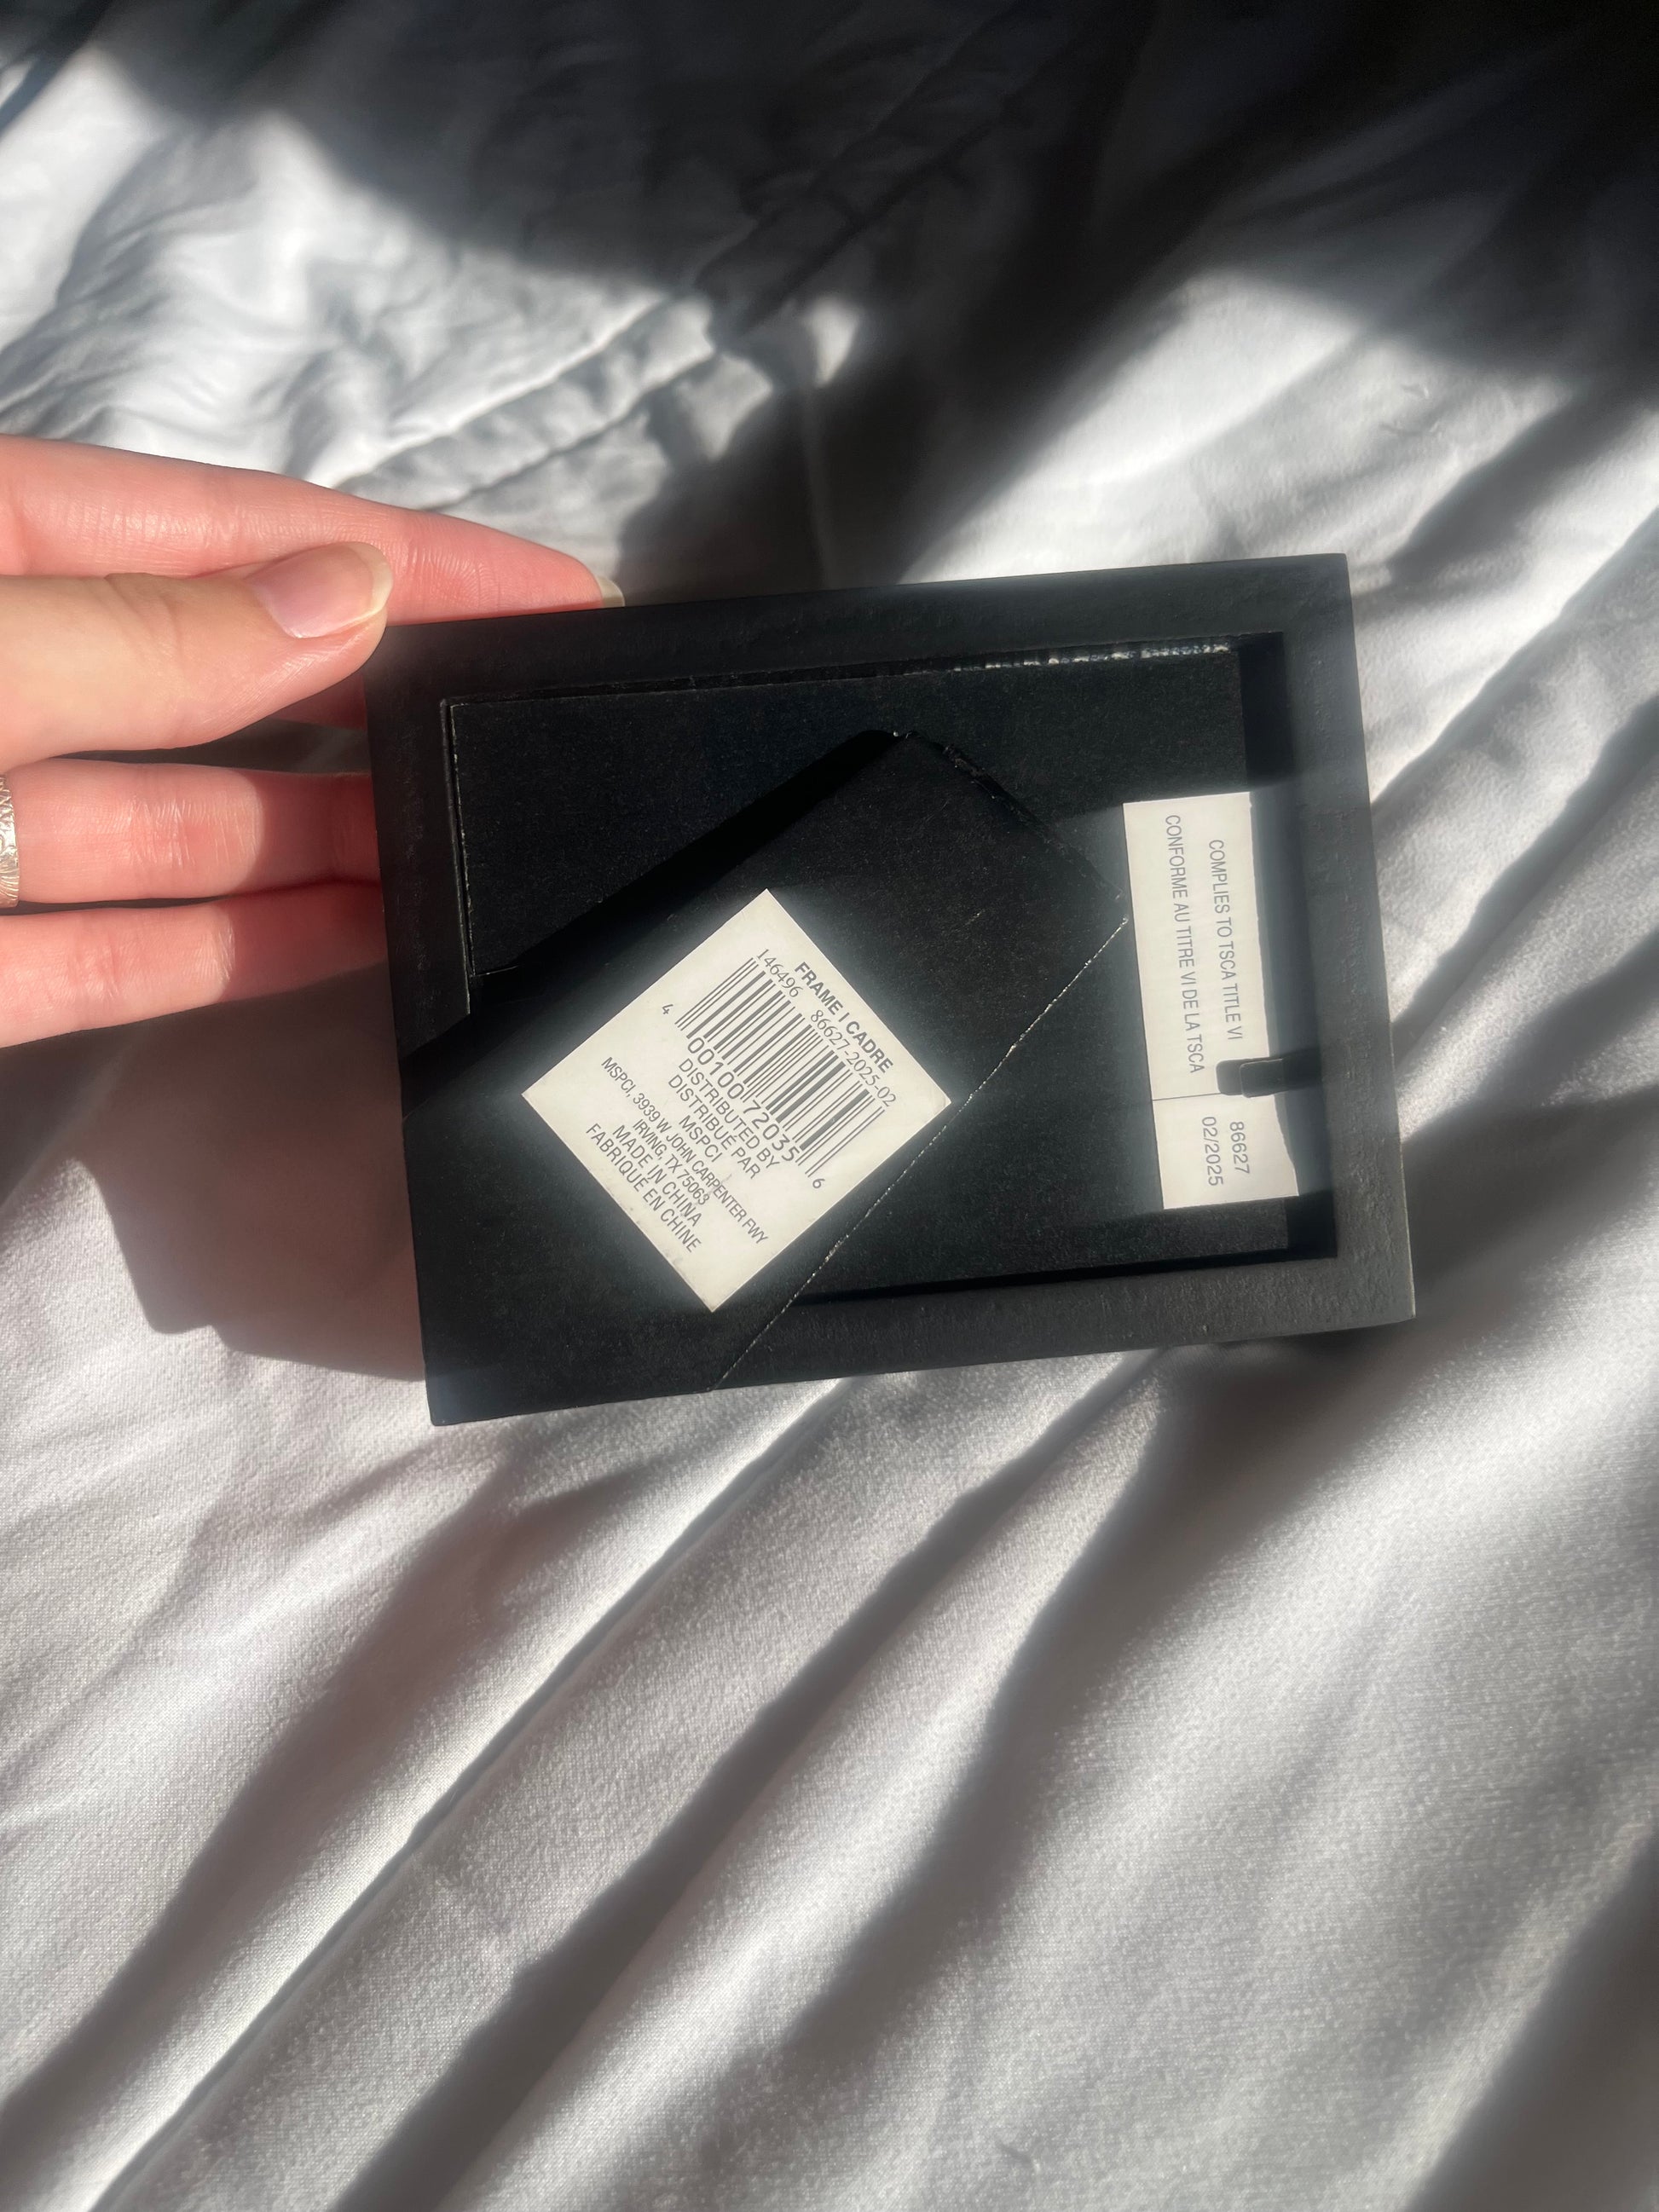 FRAME | CADRE
146496 86627-2025-02
4 00100 72035 6
DISTRIBUTED BY
DISTRIBUÉ PAR
MSPCI
MSPCI, 3939 W JOHN CARPENTER FWY
IRVING, TX 75063
MADE IN CHINA
FABRIQUÉ EN CHINE
COMPLIES TO TSCA TITLE VI
CONFORME AU TITRE VI DE LA TSCA
86627
02/2025